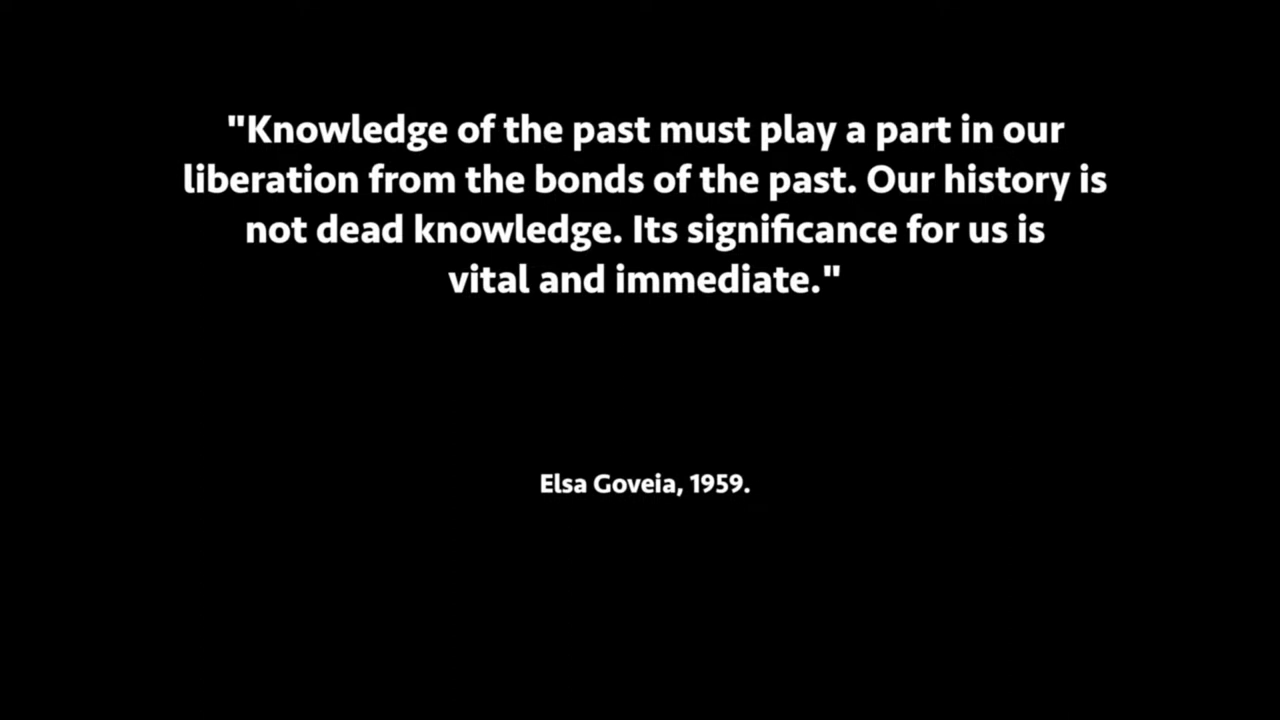 "Knowledge of the past must play a part in our
liberation from the bonds of the past. Our history is
not dead knowledge. Its significance for us is
vital and immediate."
Elsa Goveia, 1959.